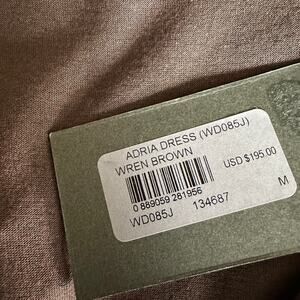 ADRIA DRESS (WD085J)
WREN BROWN
USD $195.00
0 889059 281956
WD085J 134687 M